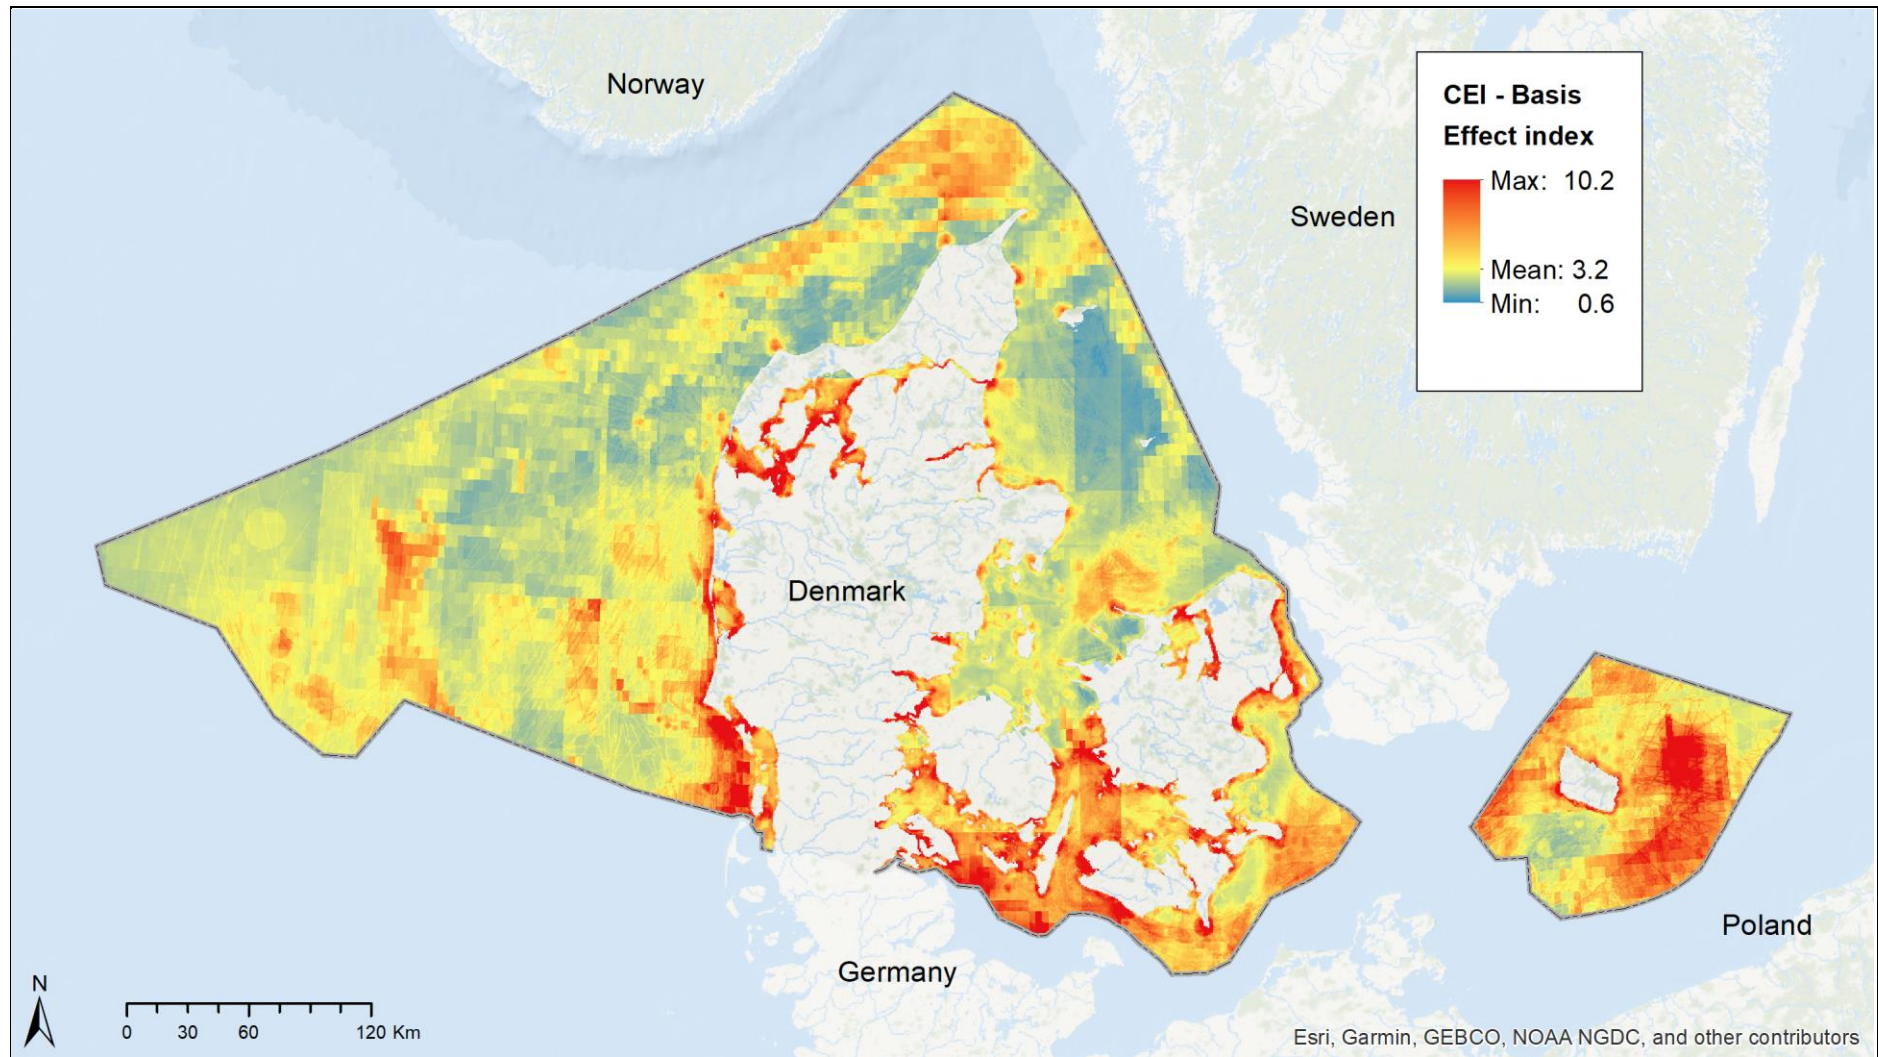 Norway
CEI - Basis
Effect index
Max: 10.2
Sweden
Mean: 3.2
Min: 0.6
Denmark
Poland
Germany
N
0 30 60 120 Km
Esri, Garmin, GEBCO, NOAA NGDC, and other contributors